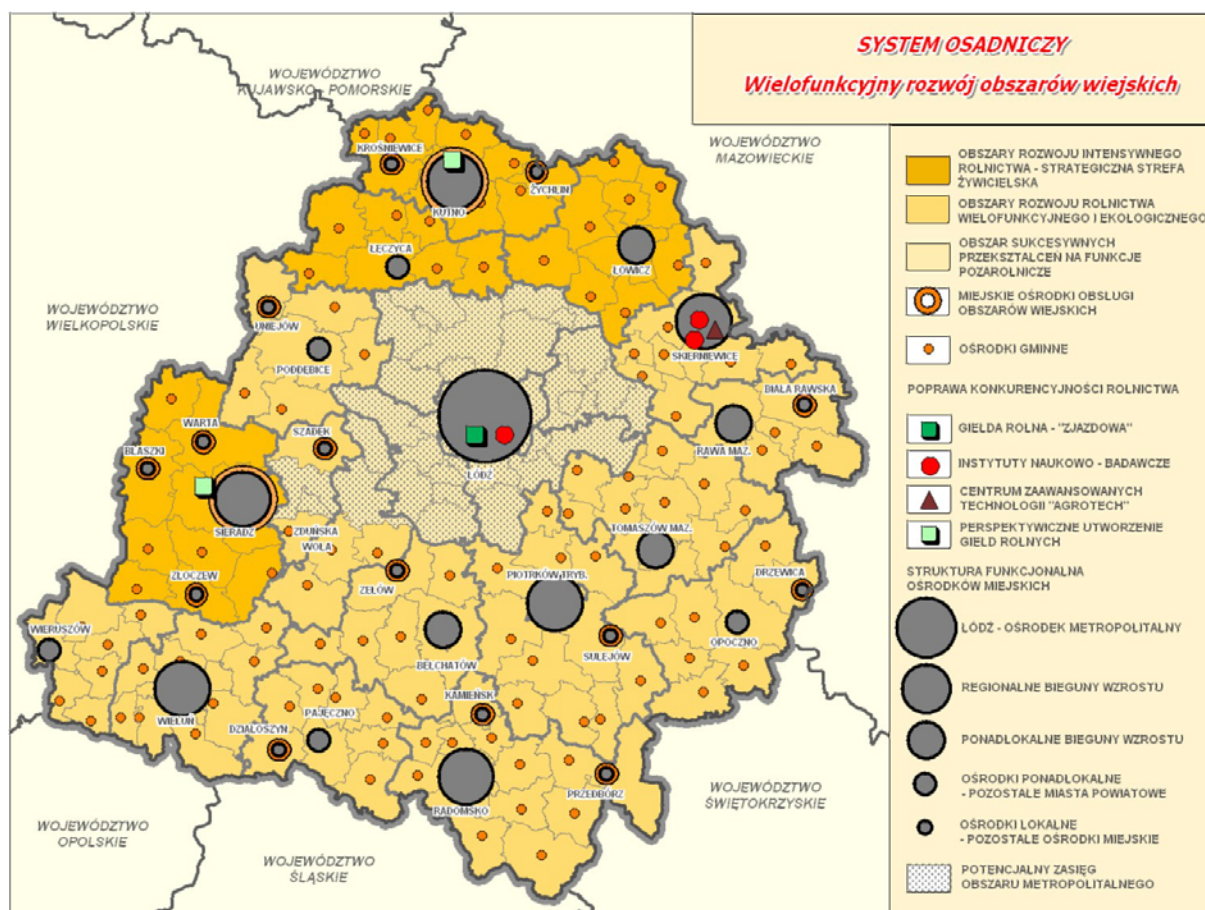 SYSTEM OSADNICZY
Wielofunkcyjny rozwój obszarów wiejskich
WOJEWÓDZTWO
KUJAWSKO - POMORSKIE
WOJEWÓDZTWO
MAZOWIECKIE
WOJEWÓDZTWO
WIELKOPOLSKIE
WOJEWÓDZTWO
OPOLSKIE
WOJEWÓDZTWO
ŚLĄSKIE
WOJEWÓDZTWO
ŚWIĘTOKRZYSKIE
KROŚNIEWICE
KUTNO
ŻYCHLIN
ŁĘCZYCA
ŁOWICZ
UNIEJÓW
PODDĘBICE
SKIERNIEWICE
BIAŁA RAWSKA
RAWA MAZ.
WARTA
BŁASZKI
SZADEK
ŁÓDŹ
SIERADZ
ZDUŃSKA
WOLA
TOMASZÓW MAZ.
ZŁOCZEW
ZELÓW
PIOTRKÓW TRYB.
DRZEWICA
WIERUSZÓW
BEŁCHATÓW
SULEJÓW
OPOCZNO
WIELUŃ
KAMIEŃSK
DZIAŁOSZYN
PAJĘCZNO
RADOMSKO
PRZEDBÓRZ
OBSZARY ROZWOJU INTENSYWNEGO
ROLNICTWA - STRATEGICZNA STREFA
ŻYWICIELSKA
OBSZARY ROZWOJU ROLNICTWA
WIELOFUNKCYJNEGO I EKOLOGICZNEGO
OBSZAR SUKCESYWNYCH
PRZEKSZTAŁCEŃ NA FUNKCJE
POZAROLNICZE
MIEJSKIE OŚRODKI OBSŁUGI
OBSZARÓW WIEJSKICH
OŚRODKI GMINNE
POPRAWA KONKURENCYJNOŚCI ROLNICTWA
GIEŁDA ROLNA - "ZJAZDOWA"
INSTYTUTY NAUKOWO - BADAWCZE
CENTRUM ZAAWANSOWANYCH
TECHNOLOGII "AGROTECH"
PERSPEKTYWICZNE UTWORZENIE
GIEŁD ROLNYCH
STRUKTURA FUNKCJONALNA
OŚRODKÓW MIEJSKICH
ŁÓDŹ - OŚRODEK METROPOLITALNY
REGIONALNE BIEGUNY WZROSTU
PONADLOKALNE BIEGUNY WZROSTU
OŚRODKI PONADLOKALNE
- POZOSTAŁE MIASTA POWIATOWE
OŚRODKI LOKALNE
- POZOSTAŁE OŚRODKI MIEJSKIE
POTENCJALNY ZASIĘG
OBSZARU METROPOLITALNEGO